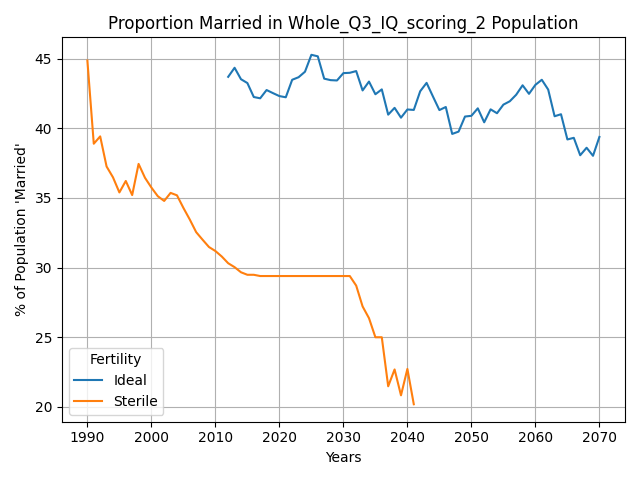 Proportion Married in Whole_Q3_IQ_scoring_2 Population
% of Population 'Married'
45
40
35
30
25
20
Fertility
Ideal
Sterile
1990 2000 2010 2020 2030 2040 2050 2060 2070
Years